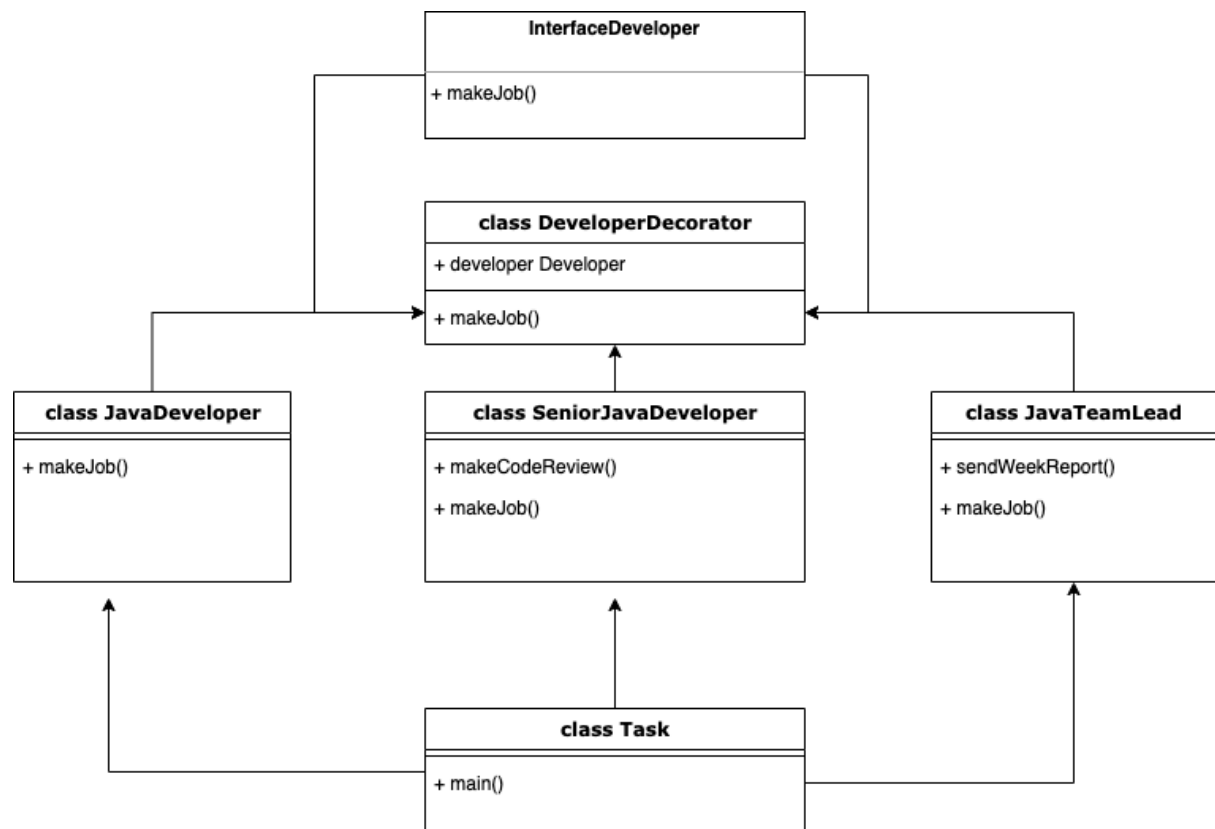 InterfaceDeveloper
+ makeJob()
class DeveloperDecorator
+ developer Developer
+ makeJob()
class JavaDeveloper
+ makeJob()
class SeniorJavaDeveloper
+ makeCodeReview()
+ makeJob()
class JavaTeamLead
+ sendWeekReport()
+ makeJob()
class Task
+ main()